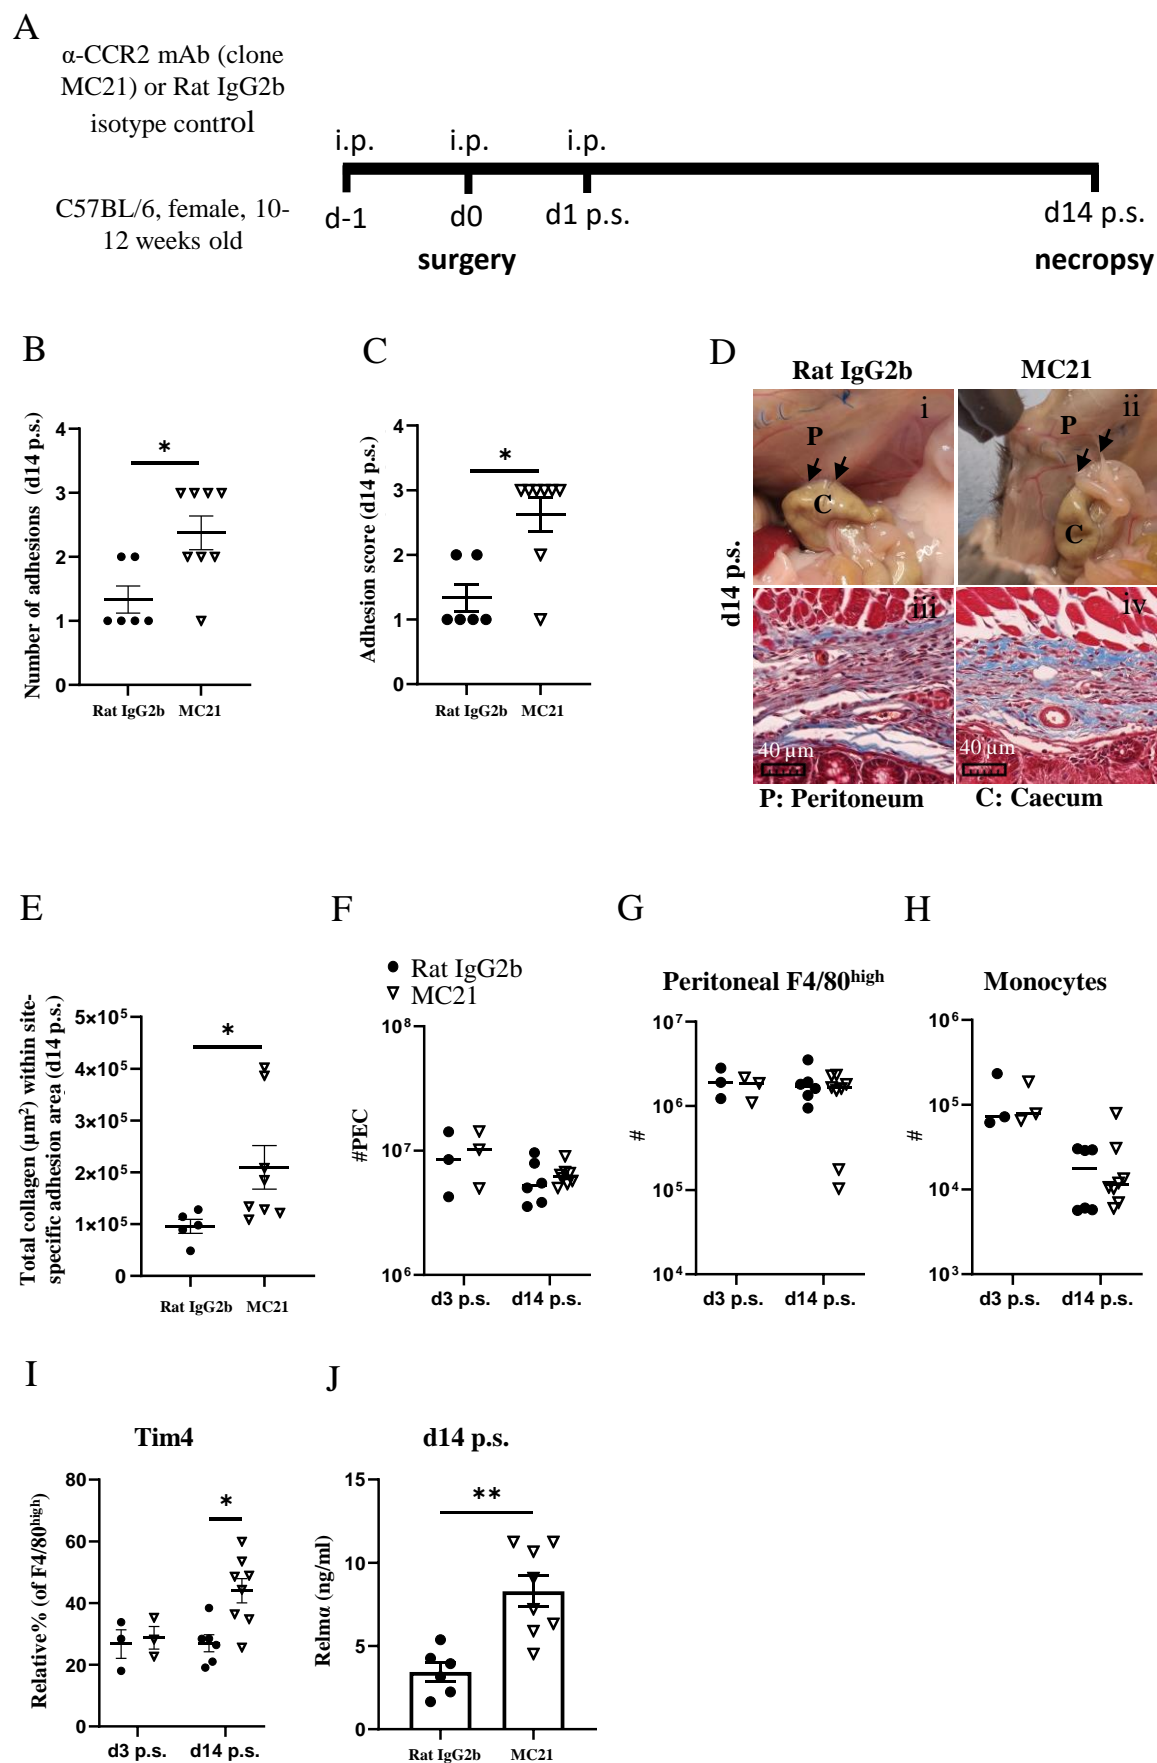 A
α-CCR2 mAb (clone
MC21) or Rat IgG2b
isotype control
i.p. i.p. i.p.
C57BL/6, female, 10-
12 weeks old
d-1 d0 d1 p.s. d14 p.s.
surgery necropsy
B
Number of adhesions (d14 p.s.)
4
3
2
1
0
*
Rat IgG2b MC21
C
Adhesion score (d14 p.s.)
4
3
2
1
0
*
Rat IgG2b MC21
D
Rat IgG2b MC21
d14 p.s.
i
P
C
ii
P
C
iii
40 µm
iv
40 µm
P: Peritoneum C: Caecum
E
Total collagen (µm²) within site-
specific adhesion area (d14 p.s.)
5×10⁵
4×10⁵
3×10⁵
2×10⁵
1×10⁵
0
*
Rat IgG2b MC21
F
Rat IgG2b
MC21
#PEC
10⁸
10⁷
10⁶
d3 p.s. d14 p.s.
G
Peritoneal F4/80high
#
10⁷
10⁶
10⁵
10⁴
d3 p.s. d14 p.s.
H
Monocytes
#
10⁶
10⁵
10⁴
10³
d3 p.s. d14 p.s.
I
Tim4
Relative% (of F4/80high)
80
60
40
20
0
*
d3 p.s. d14 p.s.
J
d14 p.s.
Relmα (ng/ml)
15
10
5
0
**
Rat IgG2b MC21